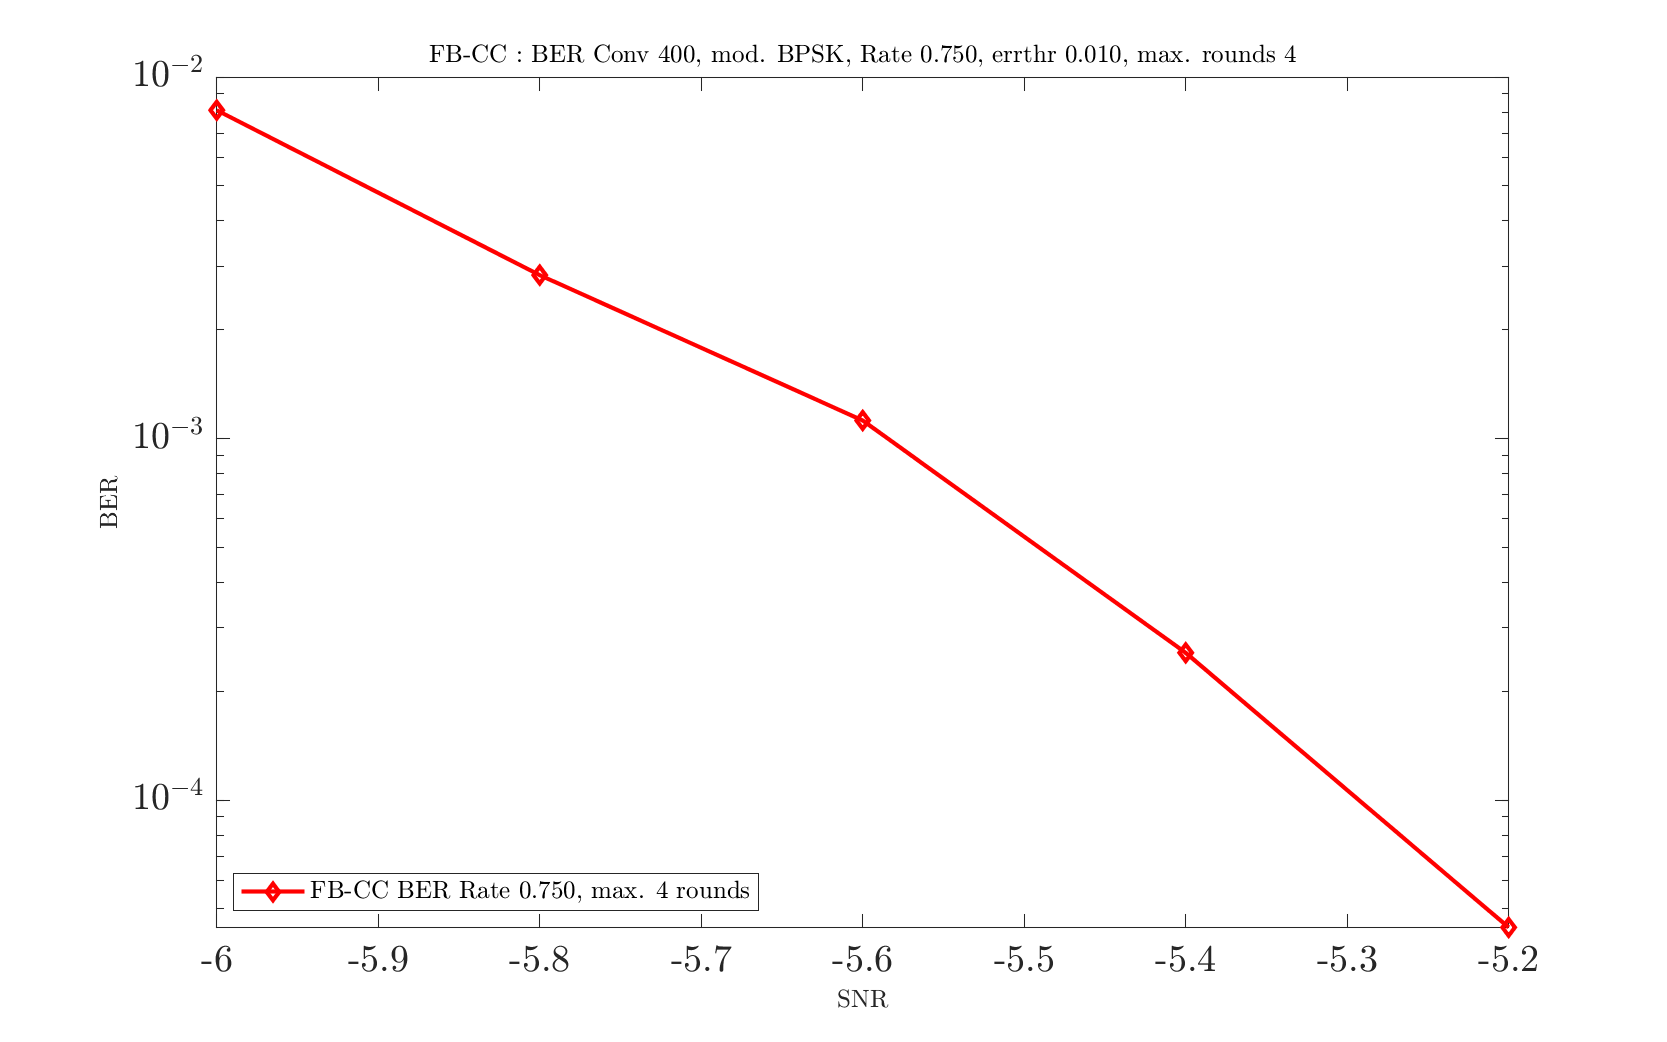 FB-CC : BER Conv 400, mod. BPSK, Rate 0.750, errthr 0.010, max. rounds 4
10^{-2}
10^{-3}
BER
10^{-4}
FB-CC BER Rate 0.750, max. 4 rounds
-6 -5.9 -5.8 -5.7 -5.6 -5.5 -5.4 -5.3 -5.2
SNR